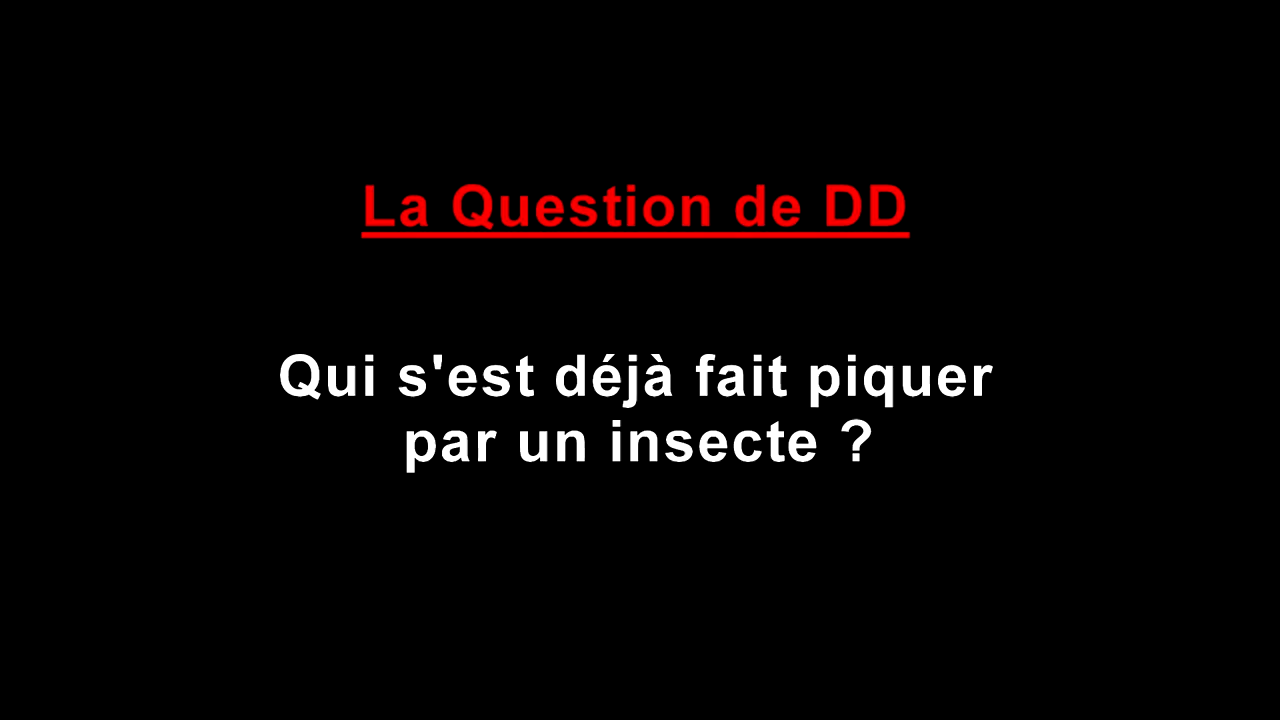 La Question de DD
Qui s'est déjà fait piquer
par un insecte ?